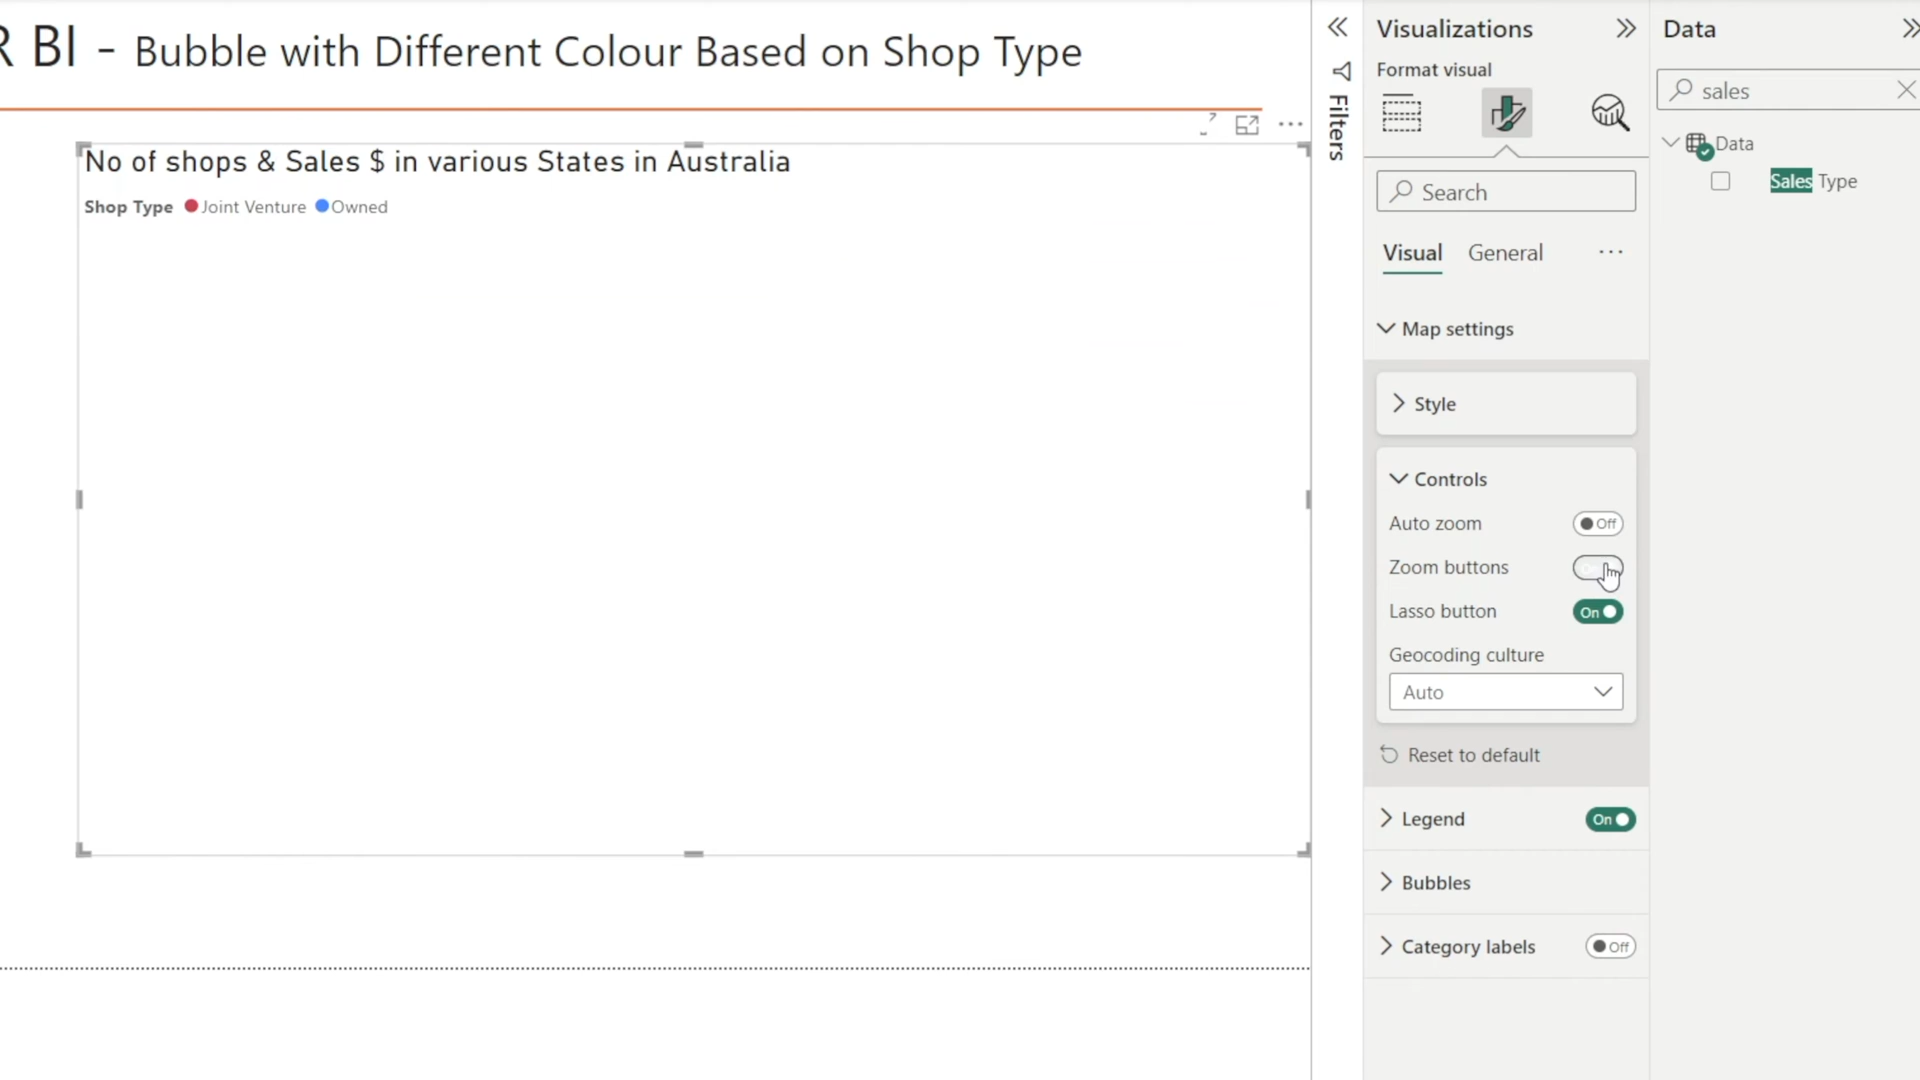 R BI - Bubble with Different Colour Based on Shop Type
No of shops & Sales $ in various States in Australia
Shop Type Joint Venture Owned
Filters
Visualizations
Format visual
Search
Visual General
Map settings
Style
Controls
Auto zoom Off
Zoom buttons
Lasso button On
Geocoding culture
Auto
Reset to default
Legend On
Bubbles
Category labels Off
Data
sales
Data
Sales Type